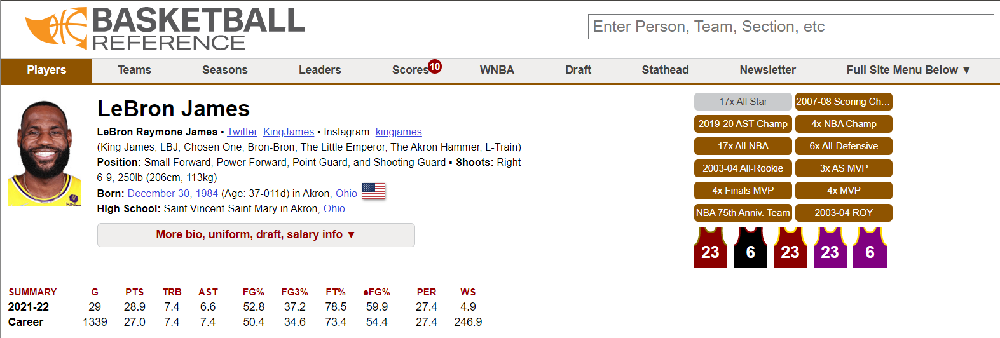 BASKETBALL
REFERENCE
Enter Person, Team, Section, etc
Players Teams Seasons Leaders Scores 10 WNBA Draft Stathead Newsletter Full Site Menu Below ▼
LeBron James
LeBron Raymone James ▪ Twitter: KingJames ▪ Instagram: kingjames
(King James, LBJ, Chosen One, Bron-Bron, The Little Emperor, The Akron Hammer, L-Train)
Position: Small Forward, Power Forward, Point Guard, and Shooting Guard ▪ Shoots: Right
6-9, 250lb (206cm, 113kg)
Born: December 30, 1984 (Age: 37-011d) in Akron, Ohio
High School: Saint Vincent-Saint Mary in Akron, Ohio
More bio, uniform, draft, salary info ▼
17x All Star 2007-08 Scoring Ch...
2019-20 AST Champ 4x NBA Champ
17x All-NBA 6x All-Defensive
2003-04 All-Rookie 3x AS MVP
4x Finals MVP 4x MVP
NBA 75th Anniv. Team 2003-04 ROY
23 6 23 23 6
SUMMARY G PTS TRB AST FG% FG3% FT% eFG% PER WS
2021-22 29 28.9 7.4 6.6 52.8 37.2 78.5 59.9 27.4 4.9
Career 1339 27.0 7.4 7.4 50.4 34.6 73.4 54.4 27.4 246.9